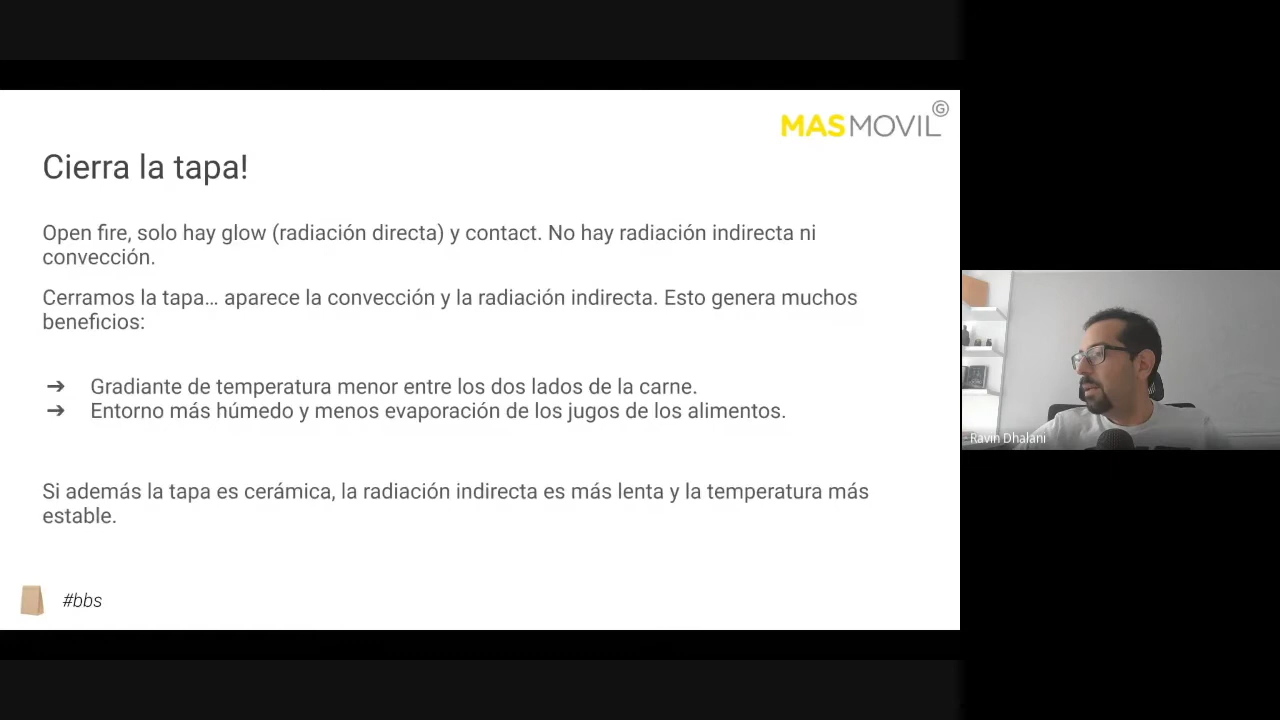 MASMOVIL G
Cierra la tapa!
Open fire, solo hay glow (radiación directa) y contact. No hay radiación indirecta ni
convección.
Cerramos la tapa... aparece la convección y la radiación indirecta. Esto genera muchos
beneficios:
➔ Gradiante de temperatura menor entre los dos lados de la carne.
➔ Entorno más húmedo y menos evaporación de los jugos de los alimentos.
Si además la tapa es cerámica, la radiación indirecta es más lenta y la temperatura más
estable.
#bbs
Ravin Dhalani